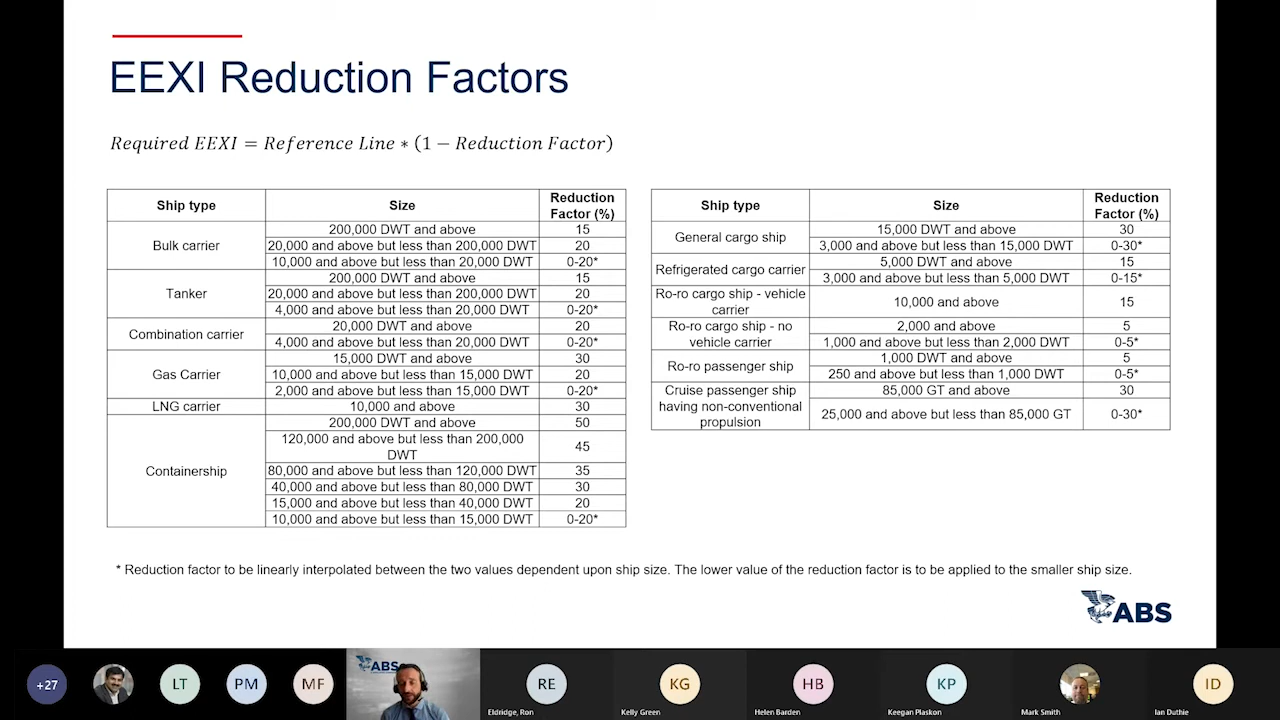 EEXI Reduction Factors
Required EEXI = Reference Line * (1 − Reduction Factor)
Ship type Size Reduction Factor (%)
Bulk carrier 200,000 DWT and above 15
20,000 and above but less than 200,000 DWT 20
10,000 and above but less than 20,000 DWT 0-20*
Tanker 200,000 DWT and above 15
20,000 and above but less than 200,000 DWT 20
4,000 and above but less than 20,000 DWT 0-20*
Combination carrier 20,000 DWT and above 20
4,000 and above but less than 20,000 DWT 0-20*
Gas Carrier 15,000 DWT and above 30
10,000 and above but less than 15,000 DWT 20
2,000 and above but less than 15,000 DWT 0-20*
LNG carrier 10,000 and above 30
Containership 200,000 DWT and above 50
120,000 and above but less than 200,000 DWT 45
80,000 and above but less than 120,000 DWT 35
40,000 and above but less than 80,000 DWT 30
15,000 and above but less than 40,000 DWT 20
10,000 and above but less than 15,000 DWT 0-20*
Ship type Size Reduction Factor (%)
General cargo ship 15,000 DWT and above 30
3,000 and above but less than 15,000 DWT 0-30*
Refrigerated cargo carrier 5,000 DWT and above 15
3,000 and above but less than 5,000 DWT 0-15*
Ro-ro cargo ship - vehicle carrier 10,000 and above 15
Ro-ro cargo ship - no vehicle carrier 2,000 and above 5
1,000 and above but less than 2,000 DWT 0-5*
Ro-ro passenger ship 1,000 DWT and above 5
250 and above but less than 1,000 DWT 0-5*
Cruise passenger ship having non-conventional propulsion 85,000 GT and above 30
25,000 and above but less than 85,000 GT 0-30*
* Reduction factor to be linearly interpolated between the two values dependent upon ship size. The lower value of the reduction factor is to be applied to the smaller ship size.
ABS
+27 LT PM MF ABS RE KG HB KP ID
Eldridge, Ron Kelly Green Helen Barden Keegan Plaskon Mark Smith Ian Duthie